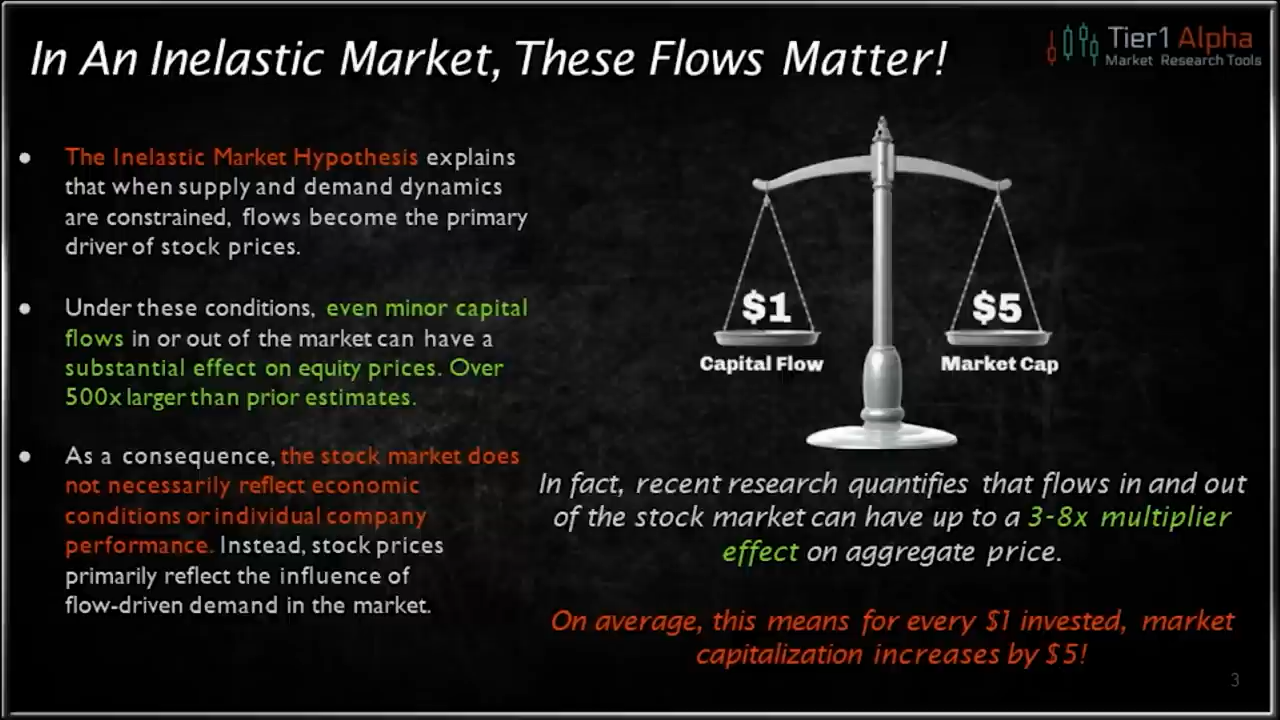 In An Inelastic Market, These Flows Matter!
Tier1 Alpha
Market Research Tools
● The Inelastic Market Hypothesis explains
that when supply and demand dynamics
are constrained, flows become the primary
driver of stock prices.
● Under these conditions, even minor capital
flows in or out of the market can have a
substantial effect on equity prices. Over
500x larger than prior estimates.
● As a consequence, the stock market does
not necessarily reflect economic
conditions or individual company
performance. Instead, stock prices
primarily reflect the influence of
flow-driven demand in the market.
$1
Capital Flow
$5
Market Cap
In fact, recent research quantifies that flows in and out
of the stock market can have up to a 3-8x multiplier
effect on aggregate price.
On average, this means for every $1 invested, market
capitalization increases by $5!
3